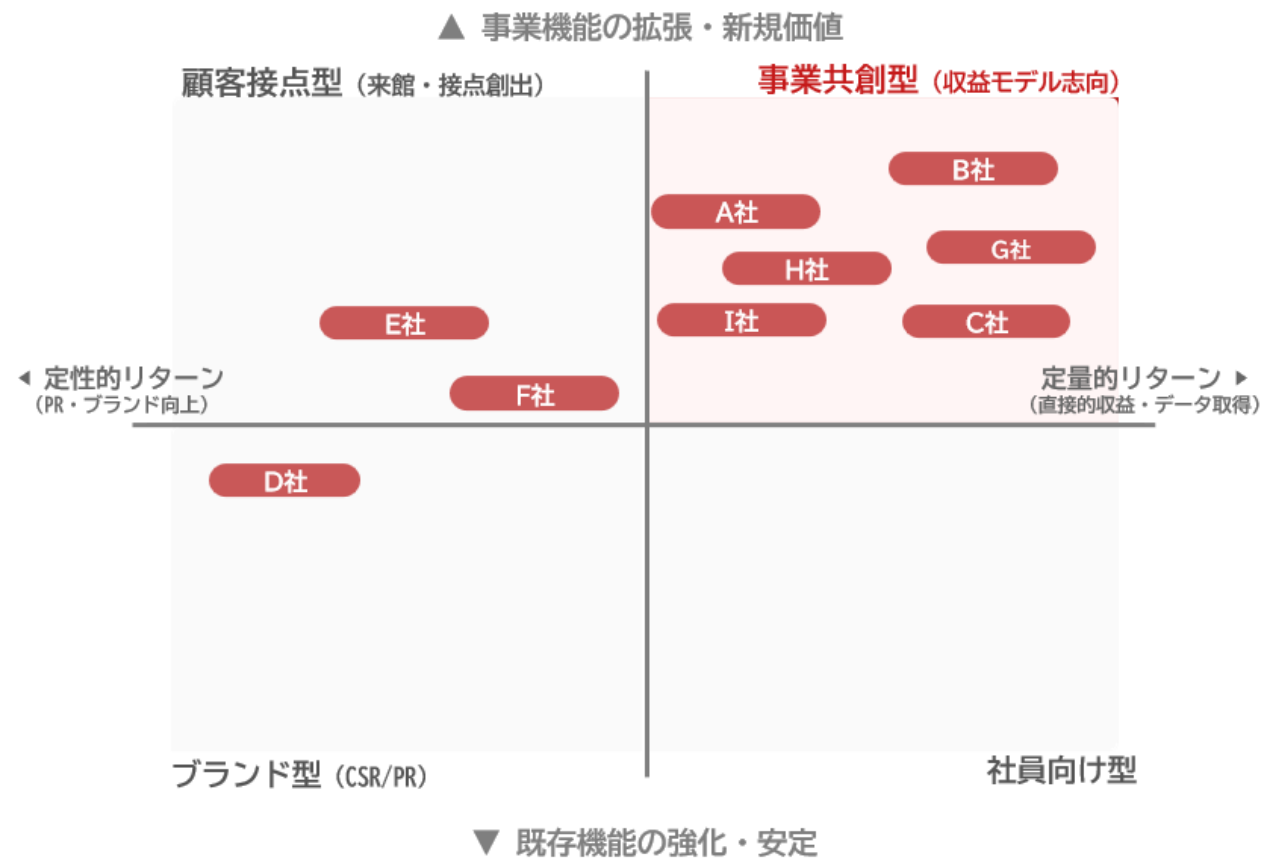 ▲ 事業機能の拡張・新規価値
顧客接点型（来館・接点創出）
事業共創型（収益モデル志向）
B社
A社
G社
H社
I社
C社
E社
◀ 定性的リターン
（PR・ブランド向上）
定量的リターン ▶
（直接的収益・データ取得）
F社
D社
ブランド型（CSR/PR）
社員向け型
▼ 既存機能の強化・安定